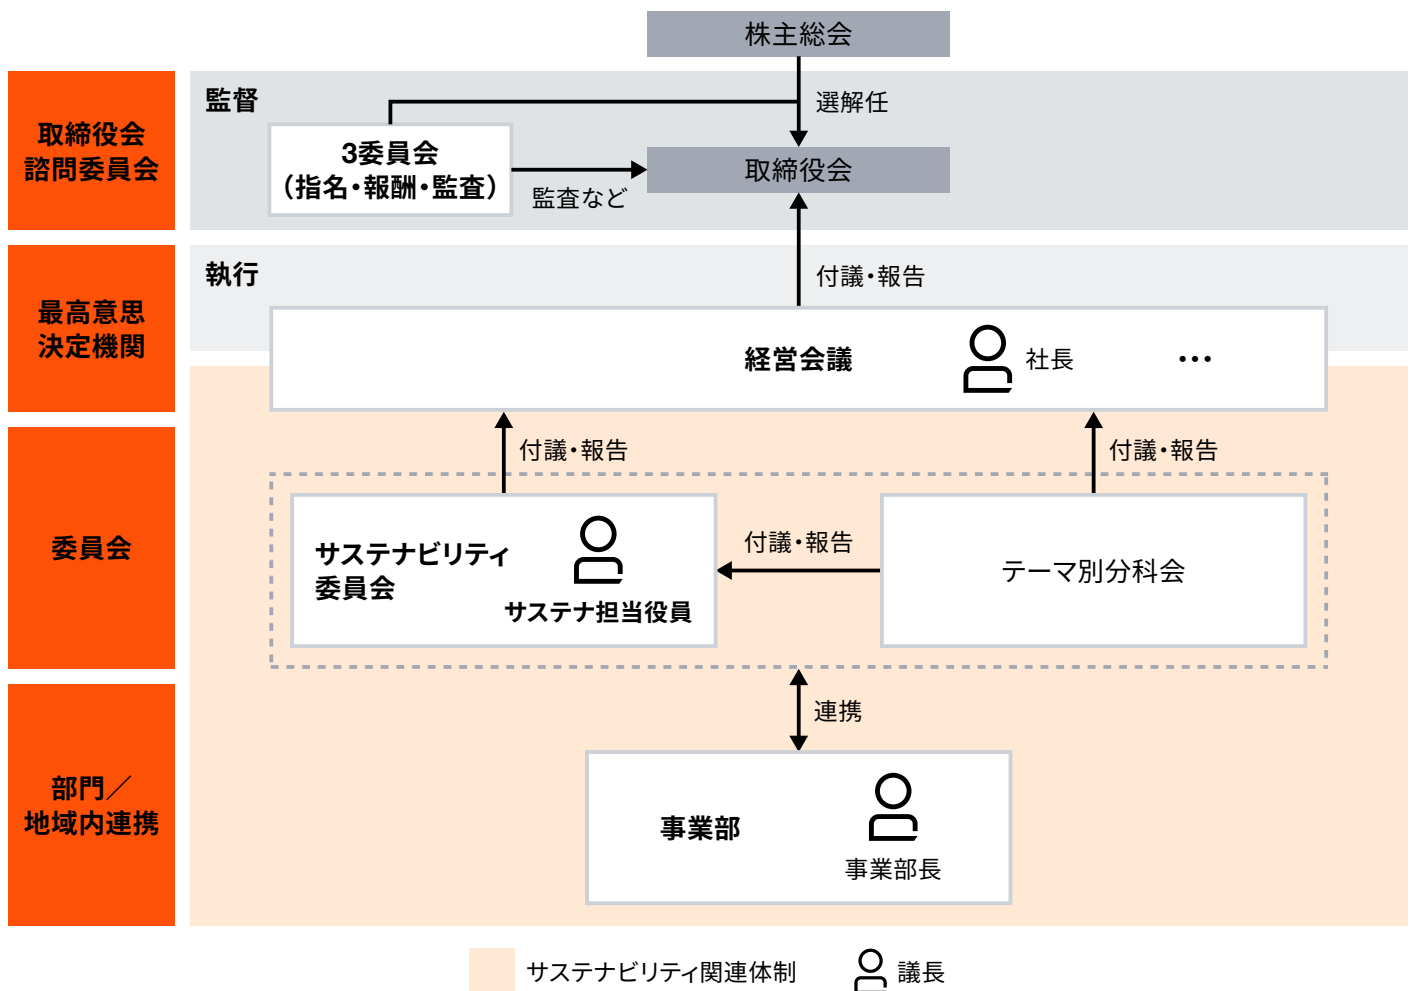 株主総会
取締役会
諮問委員会
監督
選解任
3委員会
（指名・報酬・監査）
監査など
取締役会
最高意思
決定機関
執行
付議・報告
経営会議
社長
…
委員会
付議・報告
付議・報告
サステナビリティ
委員会
サステナ担当役員
付議・報告
テーマ別分科会
連携
部門／
地域内連携
事業部
事業部長
サステナビリティ関連体制
議長